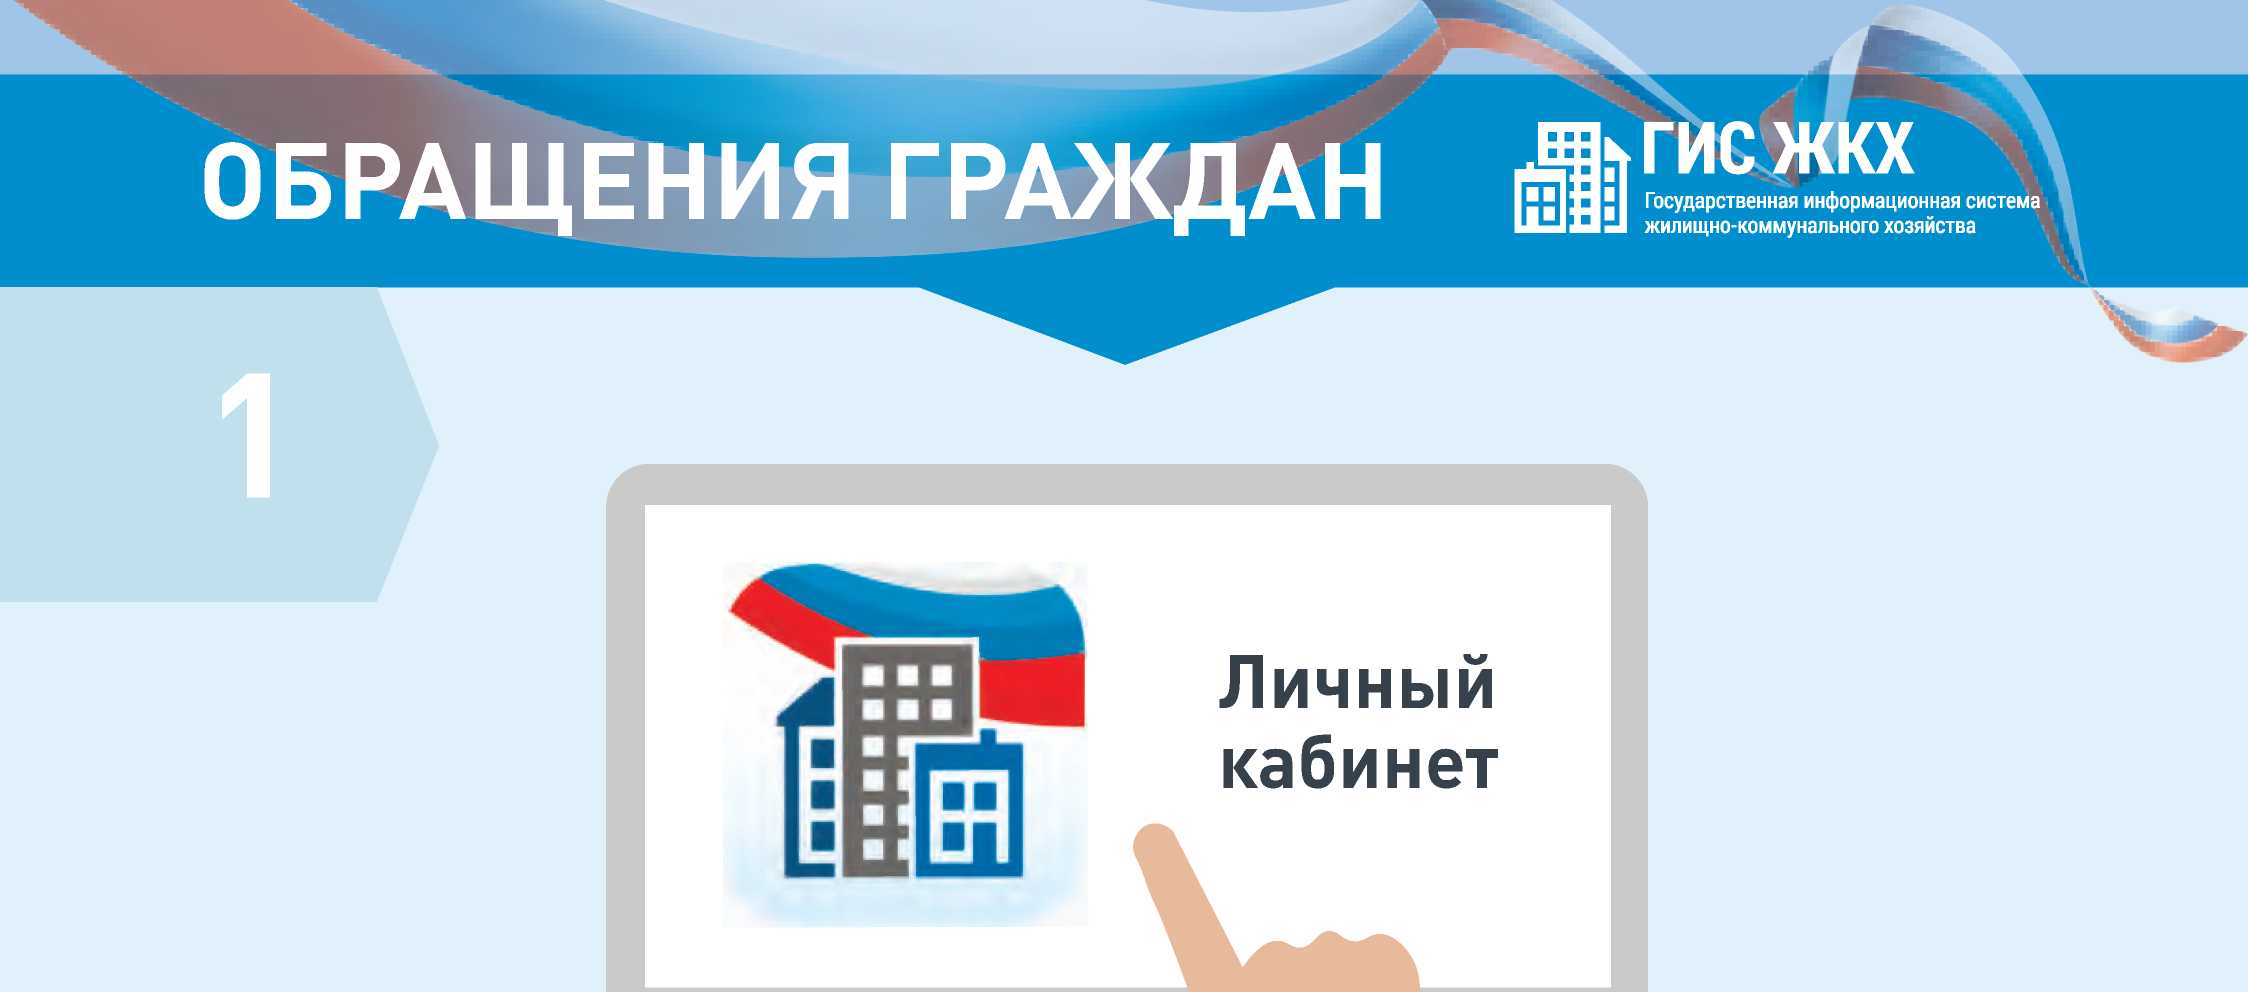 ОБРАЩЕНИЯ ГРАЖДАН
ГИС ЖКХ
Государственная информационная система
жилищно-коммунального хозяйства
1
Личный
кабинет